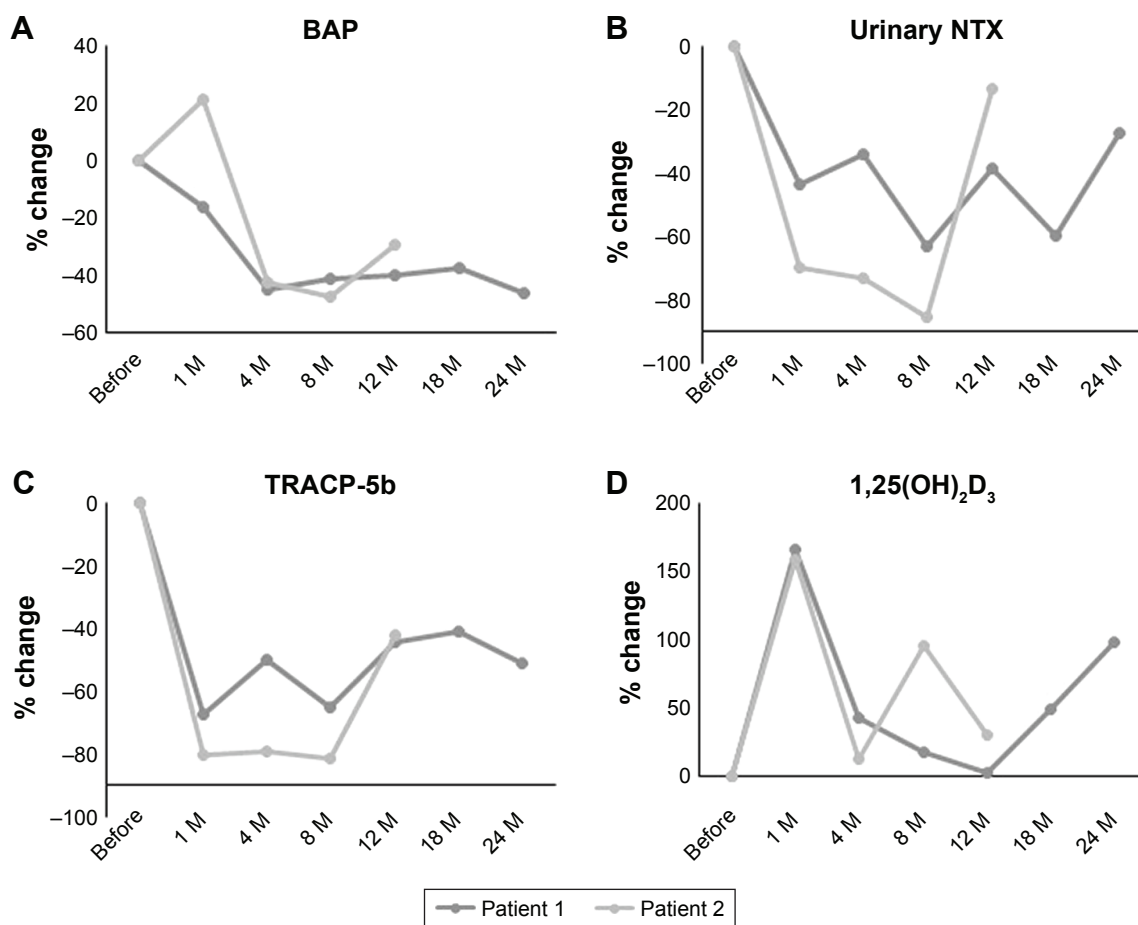 A
BAP
% change
40
20
0
–20
–40
–60
Before
1 M
4 M
8 M
12 M
18 M
24 M
B
Urinary NTX
% change
0
–20
–40
–60
–80
–100
Before
1 M
4 M
8 M
12 M
18 M
24 M
C
TRACP-5b
% change
0
–20
–40
–60
–80
–100
Before
1 M
4 M
8 M
12 M
18 M
24 M
D
1,25(OH)₂D₃
% change
200
150
100
50
0
Before
1 M
4 M
8 M
12 M
18 M
24 M
Patient 1
Patient 2